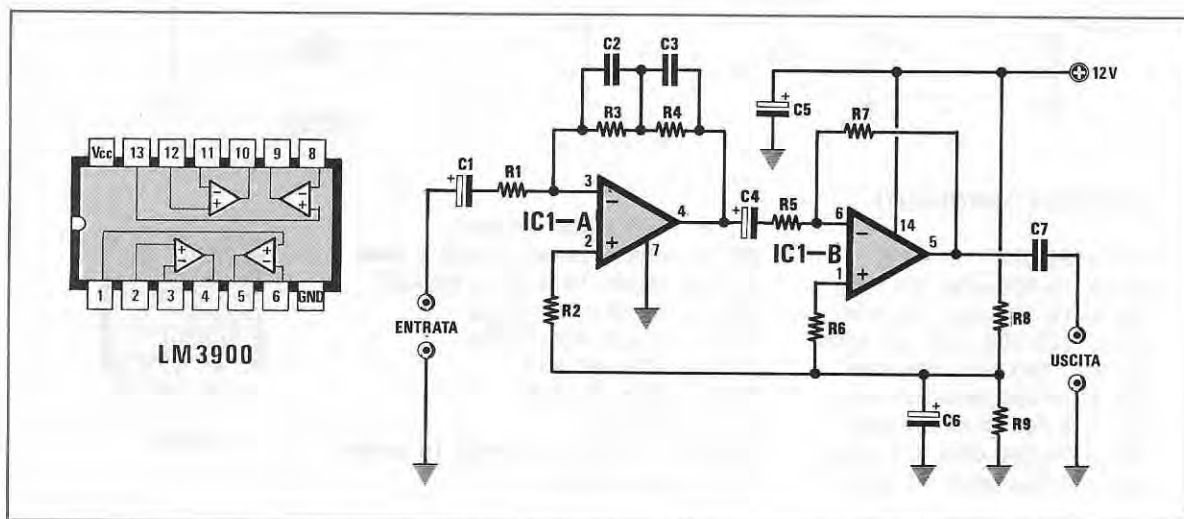 Vcc 13 12 11 10 9 8
1 2 3 4 5 6 GND
LM3900
ENTRATA
C1
R1
C2 C3
R3 R4
3
2
4
7
IC1-A
R2
C4
R5
C5
R7
6
1
14
5
IC1-B
R6
C6
12V
R8
R9
C7
USCITA